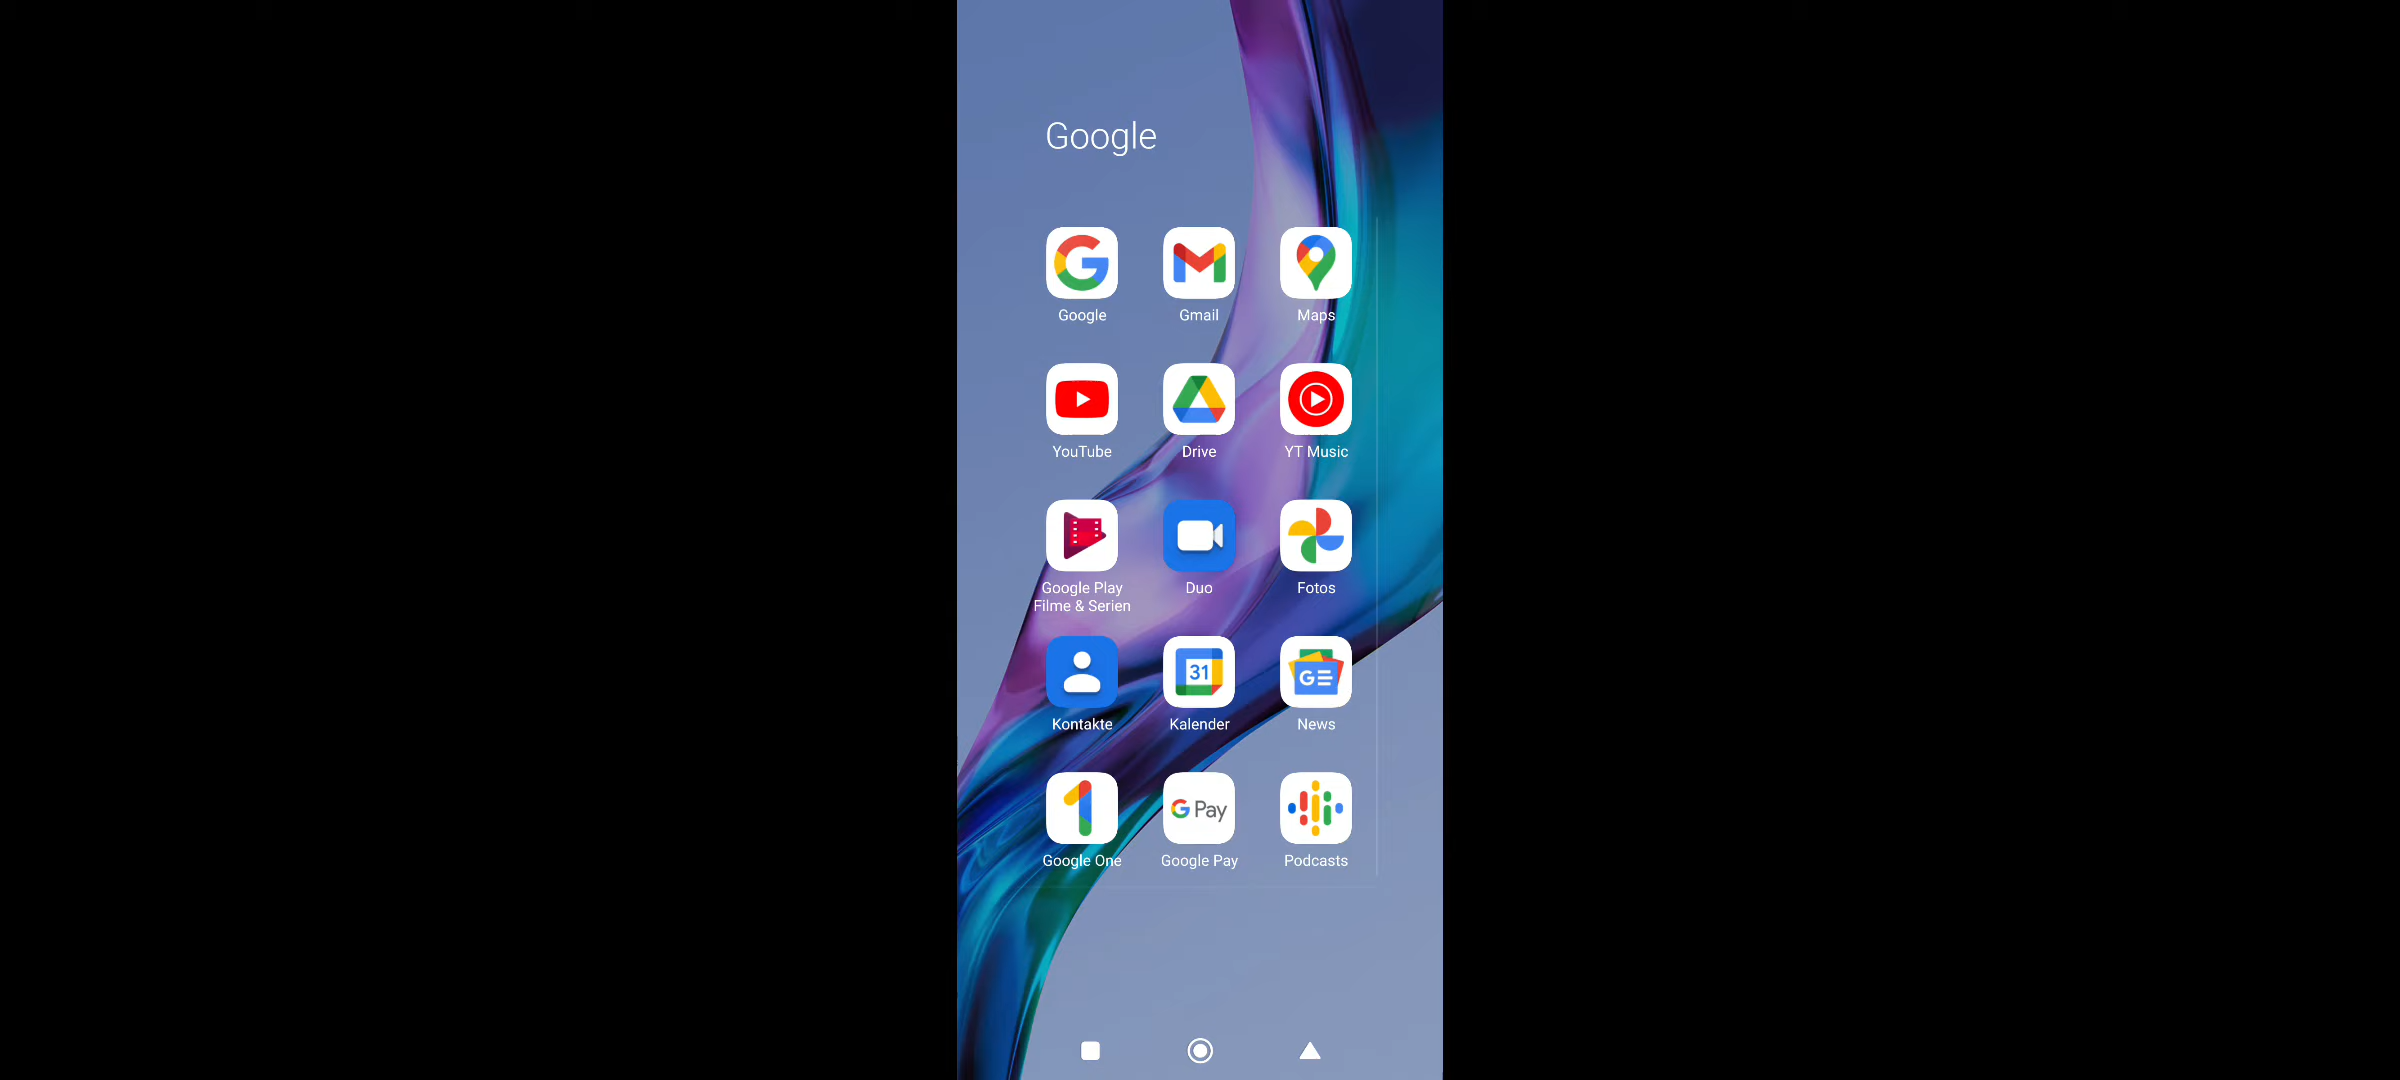 Google
Google
Gmail
Maps
YouTube
Drive
YT Music
Google Play
Filme & Serien
Duo
Fotos
31
GE
Kontakte
Kalender
News
G Pay
Google One
Google Pay
Podcasts